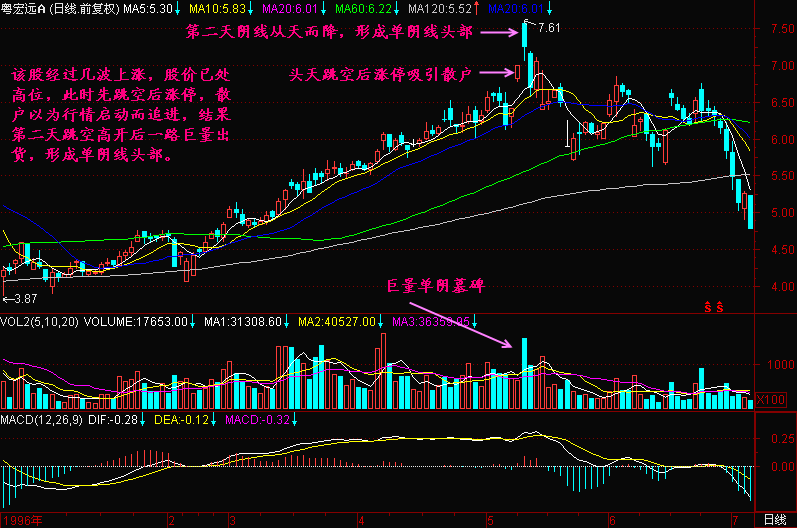 粤宏远A (日线.前复权) MA5:5.30↓ MA10:5.83↓ MA20:6.01↓ MA60:6.22↓ MA120:5.52↑ MA20:6.01↓
第二天阴线从天而降，形成单阴线头部
7.61
7.50
头天跳空后涨停吸引散户
该股经过几波上涨，股价已处
高位，此时先跳空后涨停，散
户以为行情启动而追进，结果
第二天跳空高开后一路巨量出
货，形成单阴线头部。
7.00
6.50
6.00
5.50
5.00
4.50
4.00
3.87
巨量单阴墓碑
S S
VOL2(5,10,20) VOLUME:17653.00↓ MA1:31308.60↓ MA2:40527.00↓ MA3:36359.95↓
1000
X100
MACD(12,26,9) DIF:-0.28↓ DEA:-0.12↓ MACD:-0.32↓
0.25
0.00
1996年 2 3 4 5 6 7 日线